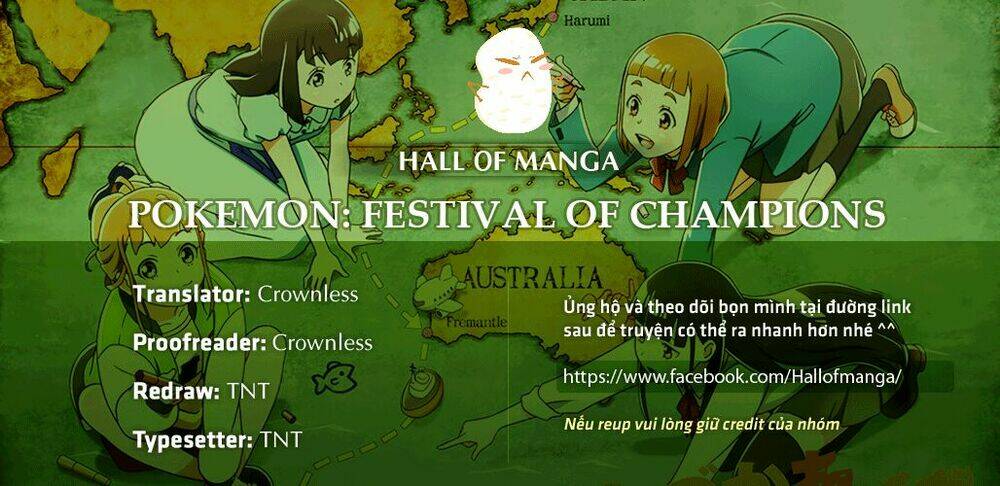 Harumi
HALL OF MANGA
POKEMON: FESTIVAL OF CHAMPIONS
AUSTRALIA
Fremantle
Translator: Crownless
Proofreader: Crownless
Redraw: TNT
Typesetter: TNT
Ủng hộ và theo dõi bọn mình tại đường link
sau để truyện có thể ra nhanh hơn nhé ^^
https://www.facebook.com/Hallofmanga/
Nếu reup vui lòng giữ credit của nhóm